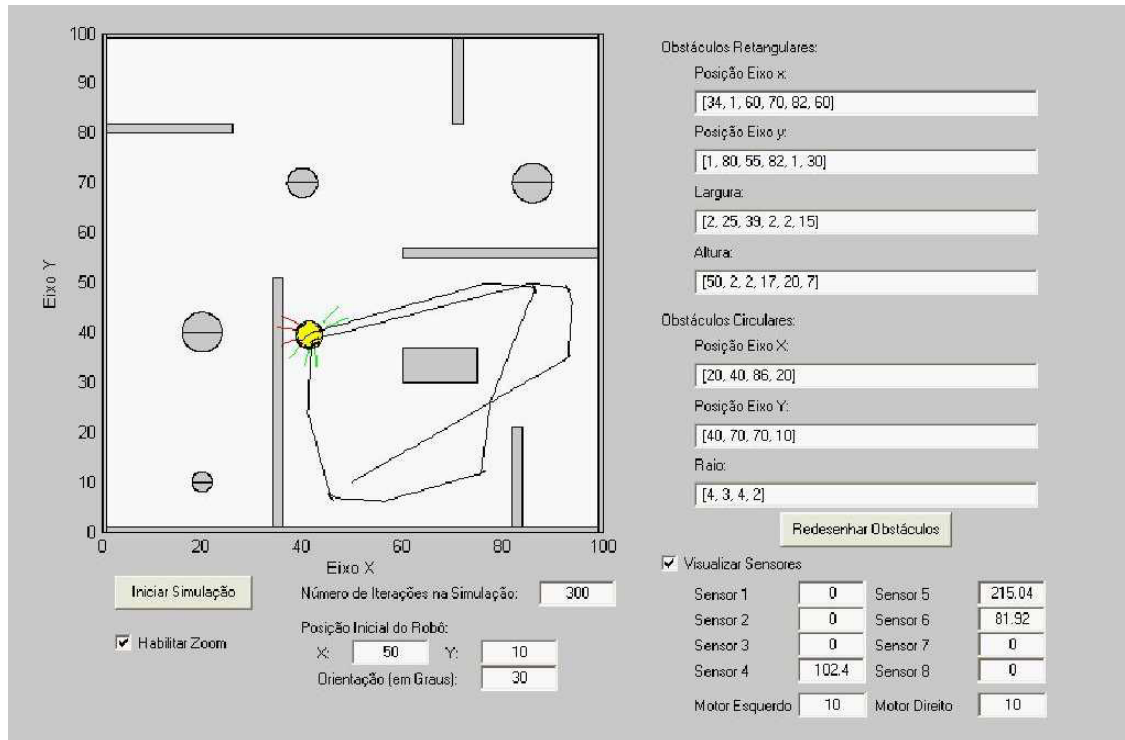 100
90
80
70
60
50
40
30
20
10
0
Eixo Y
0 20 40 60 80 100
Eixo X
Iniciar Simulação
Habilitar Zoom
Número de Iterações na Simulação: 300
Posição Inicial do Robô:
X: 50 Y: 10
Orientação (em Graus): 30
Obstáculos Retangulares:
Posição Eixo x:
[34, 1, 60, 70, 82, 60]
Posição Eixo y:
[1, 80, 55, 82, 1, 30]
Largura:
[2, 25, 39, 2, 2, 15]
Altura:
[50, 2, 2, 17, 20, 7]
Obstáculos Circulares:
Posição Eixo X:
[20, 40, 86, 20]
Posição Eixo Y:
[40, 70, 70, 10]
Raio:
[4, 3, 4, 2]
Redesenhar Obstáculos
Visualizar Sensores
Sensor 1 0 Sensor 5 215.04
Sensor 2 0 Sensor 6 81.92
Sensor 3 0 Sensor 7 0
Sensor 4 102.4 Sensor 8 0
Motor Esquerdo 10 Motor Direito 10